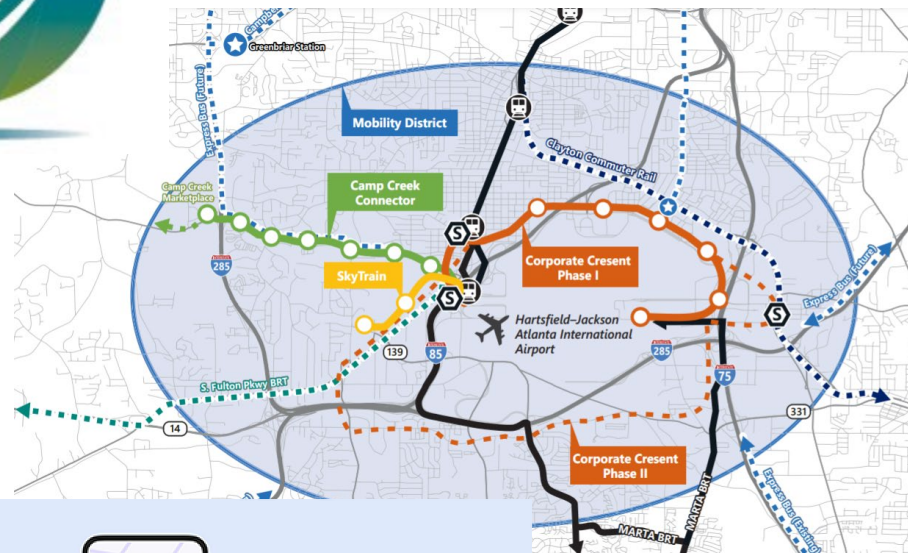 Campbel
Greenbriar Station
Express Bus (Future)
Mobility District
Clayton Commuter Rail
Camp Creek
Marketplace
Camp Creek
Connector
S
SkyTrain
Corporate Cresent
Phase I
S
S
Express Bus (Future)
285
Hartsfield–Jackson
Atlanta International
Airport
139
85
285
75
S. Fulton Pkwy BRT
14
331
Corporate Cresent
Phase II
MARTA BRT
Express Bus (Existing)
MARTA BRT